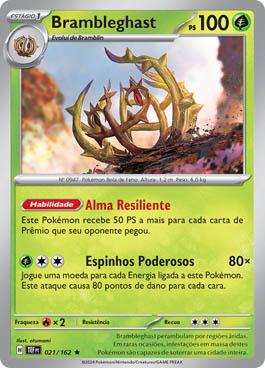 ESTÁGIO 1
Brambleghast
PS 100
Evolui de Bramblin
Nº 0947 Pokémon Bola de Feno Altura: 1,2 m Peso: 6,0 kg
Habilidade Alma Resiliente
Este Pokémon recebe 50 PS a mais para cada carta de
Prêmio que seu oponente pegou.
Espinhos Poderosos 80×
Jogue uma moeda para cada Energia ligada a este Pokémon.
Este ataque causa 80 pontos de dano para cada cara.
Fraqueza ×2 Resistência Recuo
Ilust. otumami
TEF PT 021/162 ★
Brambleghast perambulam por regiões áridas.
Em raras ocasiões, infestações em massa destes
Pokémon são capazes de soterrar uma cidade inteira.
©2024 Pokémon/Nintendo/Creatures/GAME FREAK